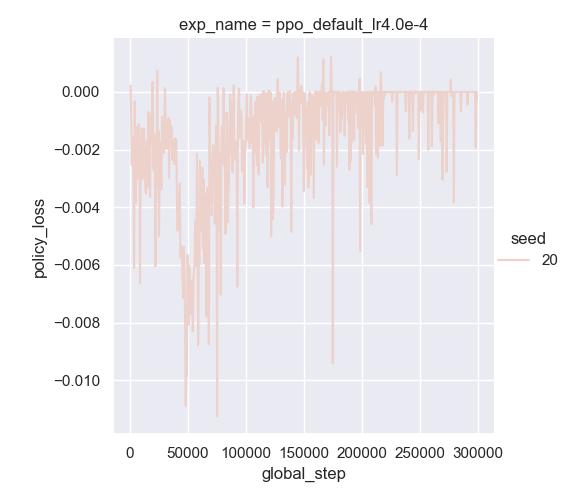 exp_name = ppo_default_lr4.0e-4
0.000
−0.002
−0.004
−0.006
−0.008
−0.010
policy_loss
0 50000 100000 150000 200000 250000 300000
global_step
seed
20